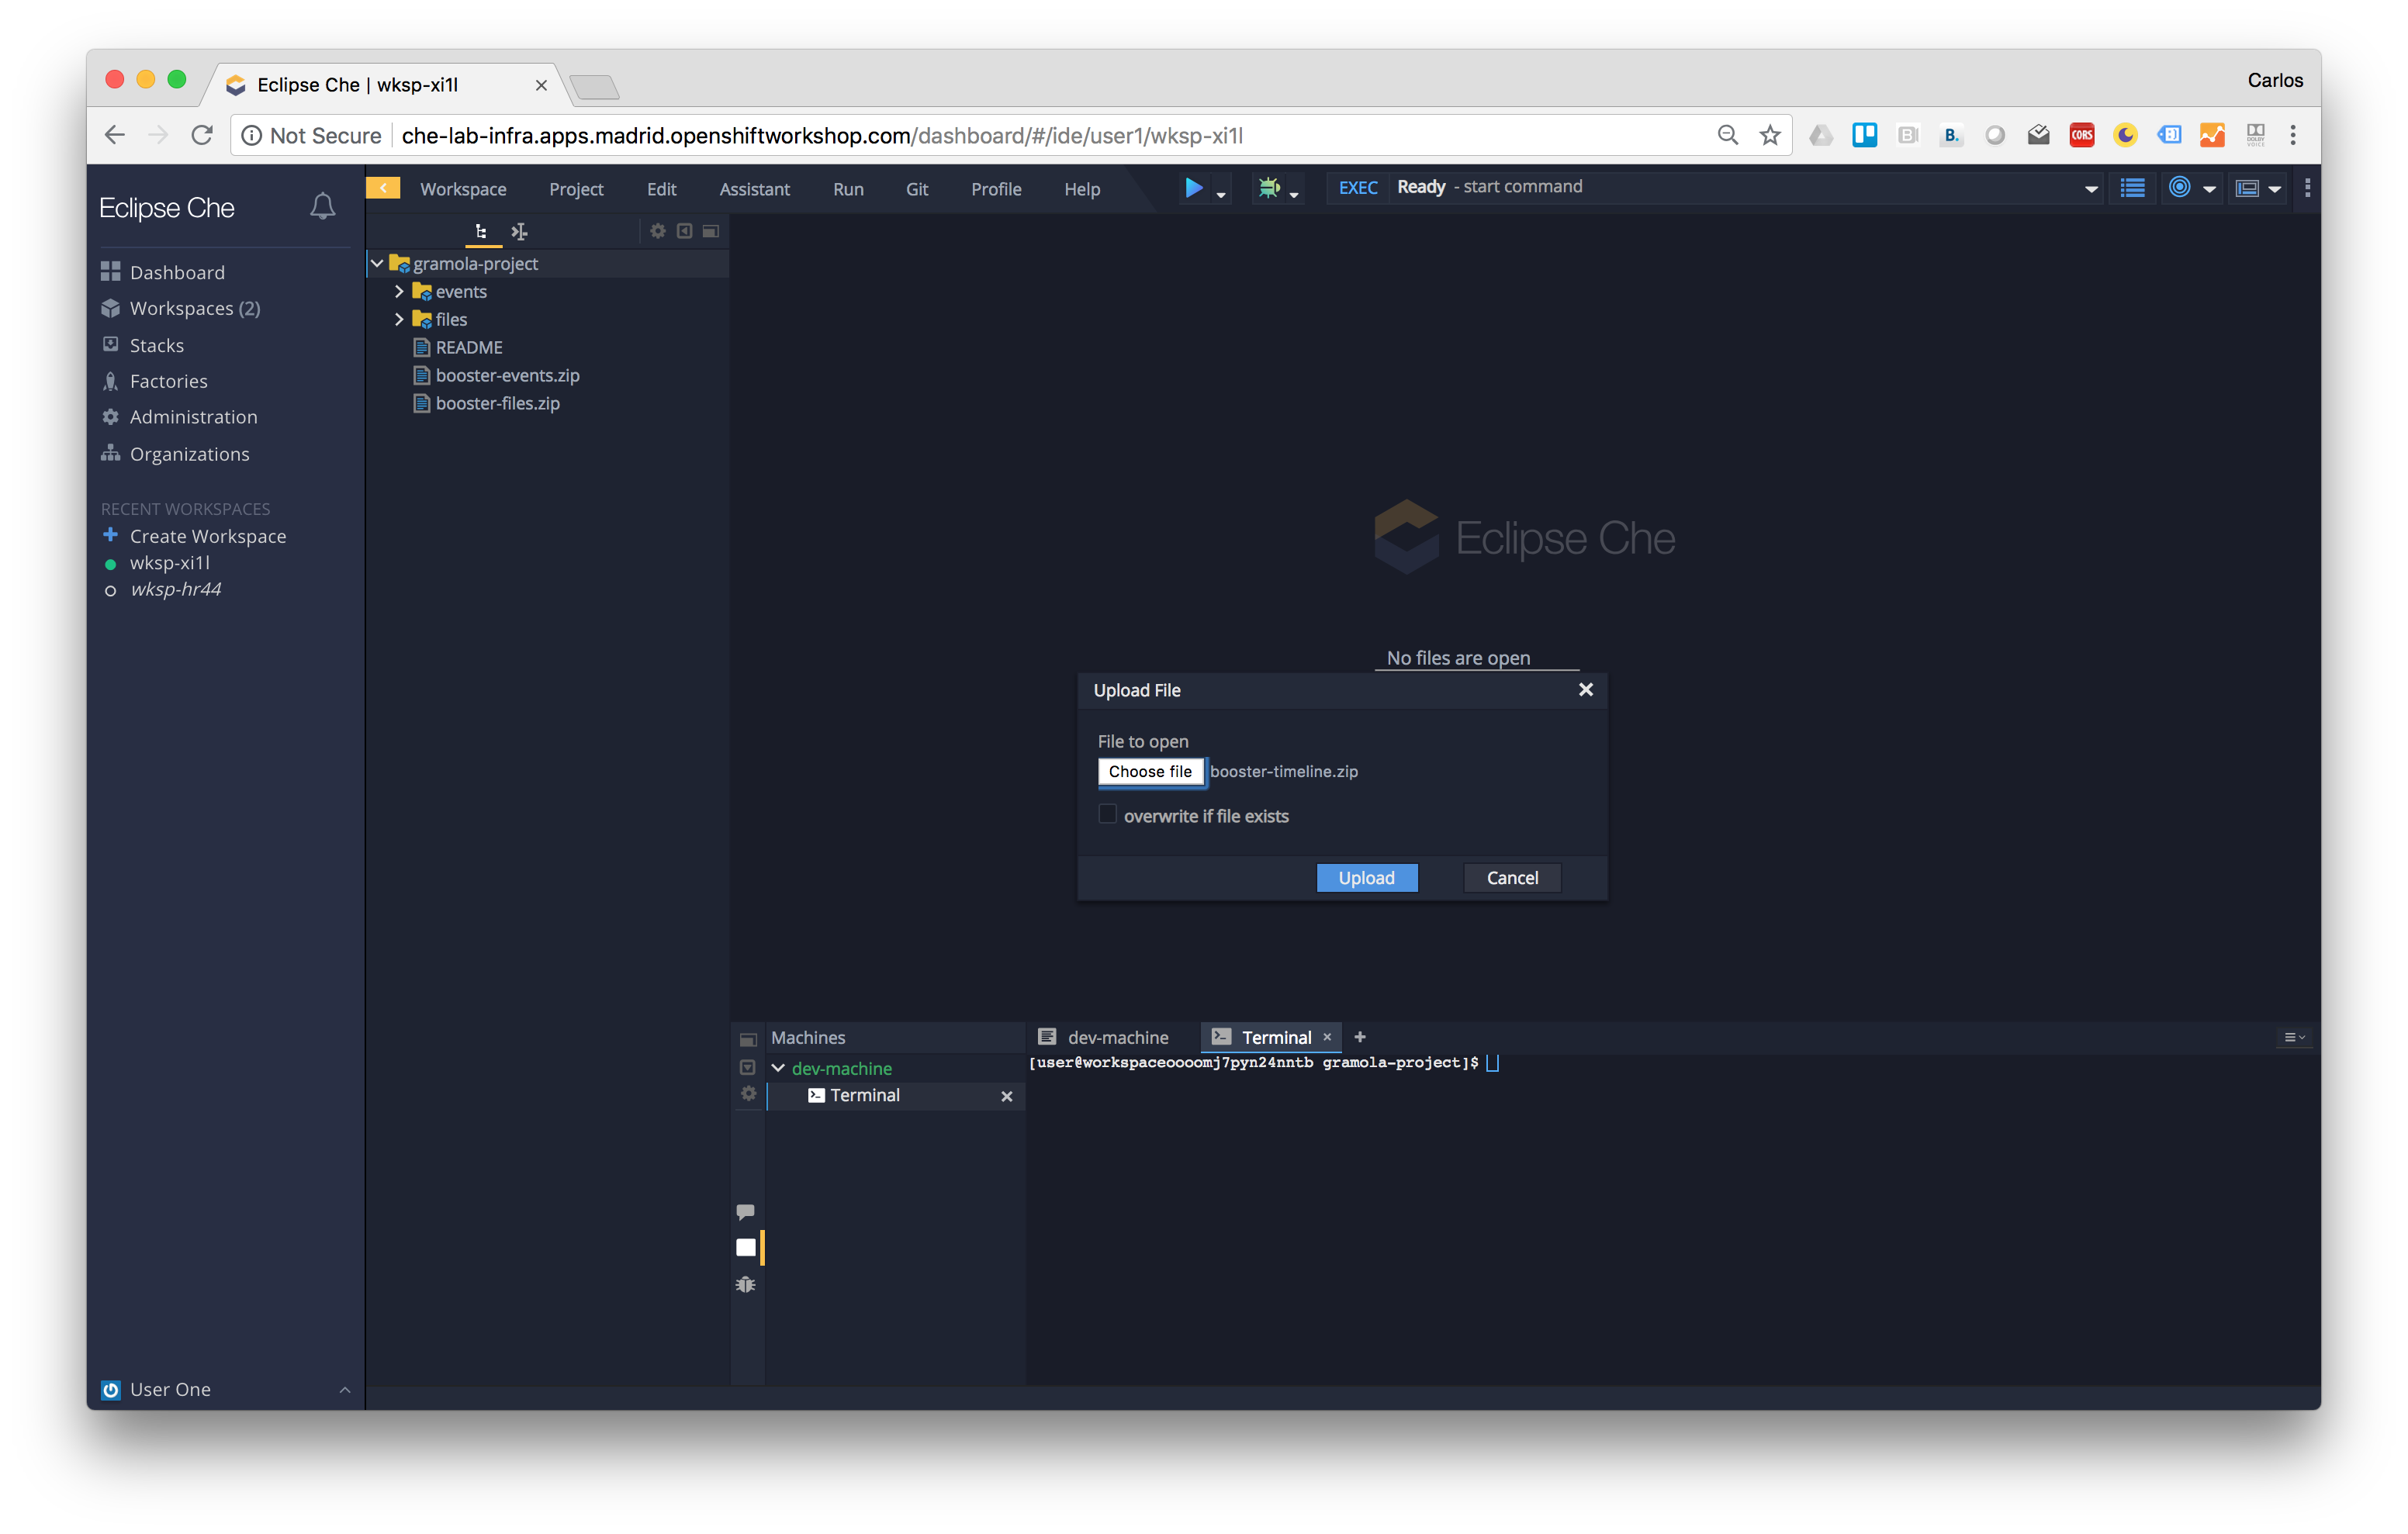 Eclipse Che | wksp-xi1l
Carlos
Not Secure che-lab-infra.apps.madrid.openshiftworkshop.com/dashboard/#/ide/user1/wksp-xi1l
B. CORS
Eclipse Che
Workspace Project Edit Assistant Run Git Profile Help
EXEC Ready - start command
Dashboard
Workspaces (2)
Stacks
Factories
Administration
Organizations
RECENT WORKSPACES
Create Workspace
wksp-xi1l
wksp-hr44
User One
gramola-project
events
files
README
booster-events.zip
booster-files.zip
Eclipse Che
No files are open
Upload File
File to open
Choose file booster-timeline.zip
overwrite if file exists
Upload Cancel
Machines
dev-machine
Terminal
dev-machine Terminal
[user@workspaceoooomj7pyn24nntb gramola-project]$